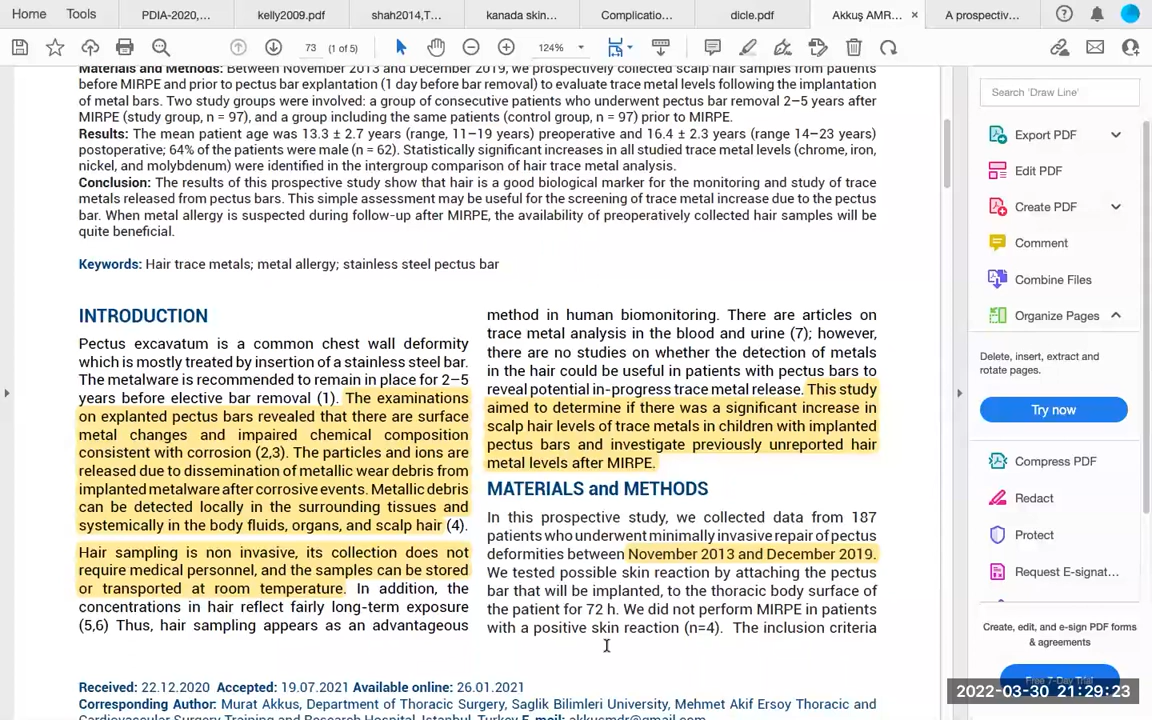 Home
Tools
PDIA-2020,...
kelly2009.pdf
shah2014,T...
kanada skin...
Complicatio...
dicle.pdf
Akkuş AMR... ×
A prospectiv...
73 (1 of 5)
124%
Materials and Methods: Between November 2013 and December 2019, we prospectively collected scalp hair samples from patients
before MIRPE and prior to pectus bar explantation (1 day before bar removal) to evaluate trace metal levels following the implantation
of metal bars. Two study groups were involved: a group of consecutive patients who underwent pectus bar removal 2–5 years after
MIRPE (study group, n = 97), and a group including the same patients (control group, n = 97) prior to MIRPE.
Results: The mean patient age was 13.3 ± 2.7 years (range, 11–19 years) preoperative and 16.4 ± 2.3 years (range 14–23 years)
postoperative; 64% of the patients were male (n = 62). Statistically significant increases in all studied trace metal levels (chrome, iron,
nickel, and molybdenum) were identified in the intergroup comparison of hair trace metal analysis.
Conclusion: The results of this prospective study show that hair is a good biological marker for the monitoring and study of trace
metals released from pectus bars. This simple assessment may be useful for the screening of trace metal increase due to the pectus
bar. When metal allergy is suspected during follow-up after MIRPE, the availability of preoperatively collected hair samples will be
quite beneficial.
Keywords: Hair trace metals; metal allergy; stainless steel pectus bar
INTRODUCTION
Pectus excavatum is a common chest wall deformity
which is mostly treated by insertion of a stainless steel bar.
The metalware is recommended to remain in place for 2–5
years before elective bar removal (1). The examinations
on explanted pectus bars revealed that there are surface
metal changes and impaired chemical composition
consistent with corrosion (2,3). The particles and ions are
released due to dissemination of metallic wear debris from
implanted metalware after corrosive events. Metallic debris
can be detected locally in the surrounding tissues and
systemically in the body fluids, organs, and scalp hair (4).
Hair sampling is non invasive, its collection does not
require medical personnel, and the samples can be stored
or transported at room temperature. In addition, the
concentrations in hair reflect fairly long-term exposure
(5,6) Thus, hair sampling appears as an advantageous
method in human biomonitoring. There are articles on
trace metal analysis in the blood and urine (7); however,
there are no studies on whether the detection of metals
in the hair could be useful in patients with pectus bars to
reveal potential in-progress trace metal release. This study
aimed to determine if there was a significant increase in
scalp hair levels of trace metals in children with implanted
pectus bars and investigate previously unreported hair
metal levels after MIRPE.
MATERIALS and METHODS
In this prospective study, we collected data from 187
patients who underwent minimally invasive repair of pectus
deformities between November 2013 and December 2019.
We tested possible skin reaction by attaching the pectus
bar that will be implanted, to the thoracic body surface of
the patient for 72 h. We did not perform MIRPE in patients
with a positive skin reaction (n=4). The inclusion criteria
Received: 22.12.2020 Accepted: 19.07.2021 Available online: 26.01.2021
Corresponding Author: Murat Akkus, Department of Thoracic Surgery, Saglik Bilimleri University, Mehmet Akif Ersoy Thoracic and
Cardiovascular Surgery Training and Research Hospital, Istanbul, Turkey E-mail: akkusmdr@gmail.com
Search 'Draw Line'
Export PDF
Edit PDF
Create PDF
Comment
Combine Files
Organize Pages
Delete, insert, extract and
rotate pages.
Try now
Compress PDF
Redact
Protect
Request E-signat...
Create, edit, and e-sign PDF forms
& agreements
Free 7-Day Trial
2022-03-30 21:29:23